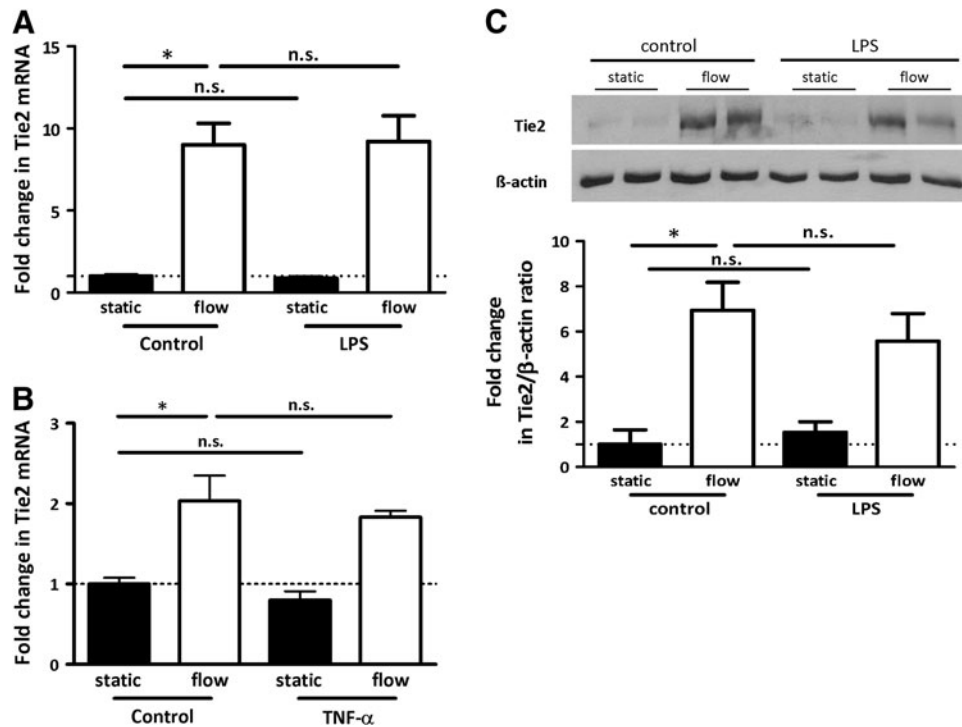 A
Fold change in Tie2 mRNA
15
10
5
1
0
*
n.s.
n.s.
static flow static flow
Control LPS
B
Fold change in Tie2 mRNA
3
2
1
0
*
n.s.
n.s.
static flow static flow
Control TNF-α
C
control LPS
static flow static flow
Tie2
ß-actin
Fold change
in Tie2/β-actin ratio
10
8
6
4
2
1
0
*
n.s.
n.s.
static flow static flow
control LPS